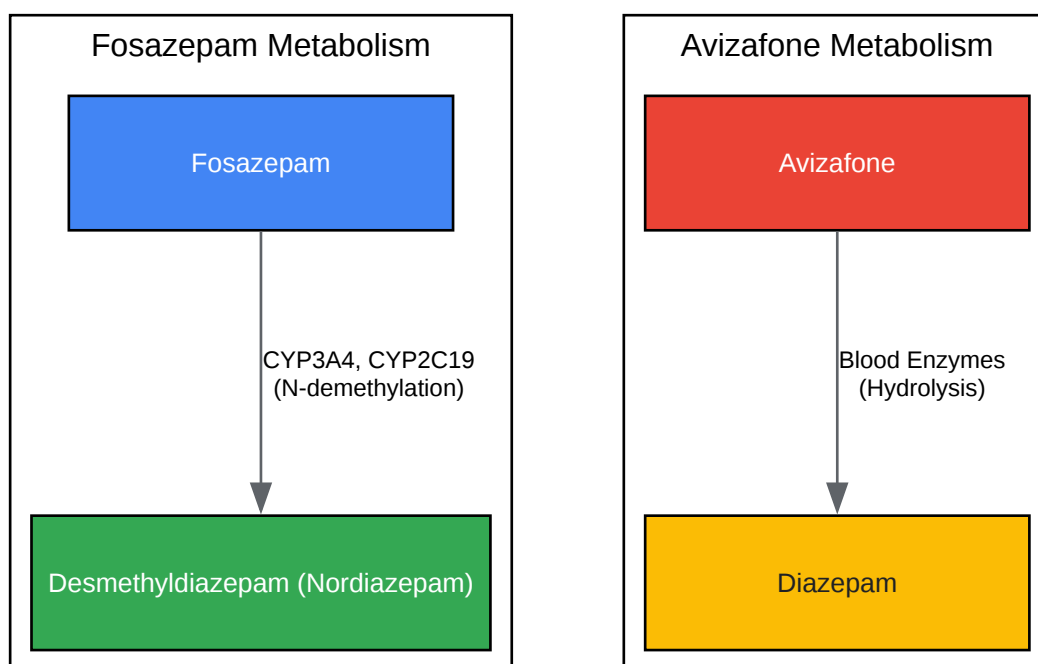 Fosazepam Metabolism
Fosazepam
CYP3A4, CYP2C19
(N-demethylation)
Desmethyldiazepam (Nordiazepam)
Avizafone Metabolism
Avizafone
Blood Enzymes
(Hydrolysis)
Diazepam